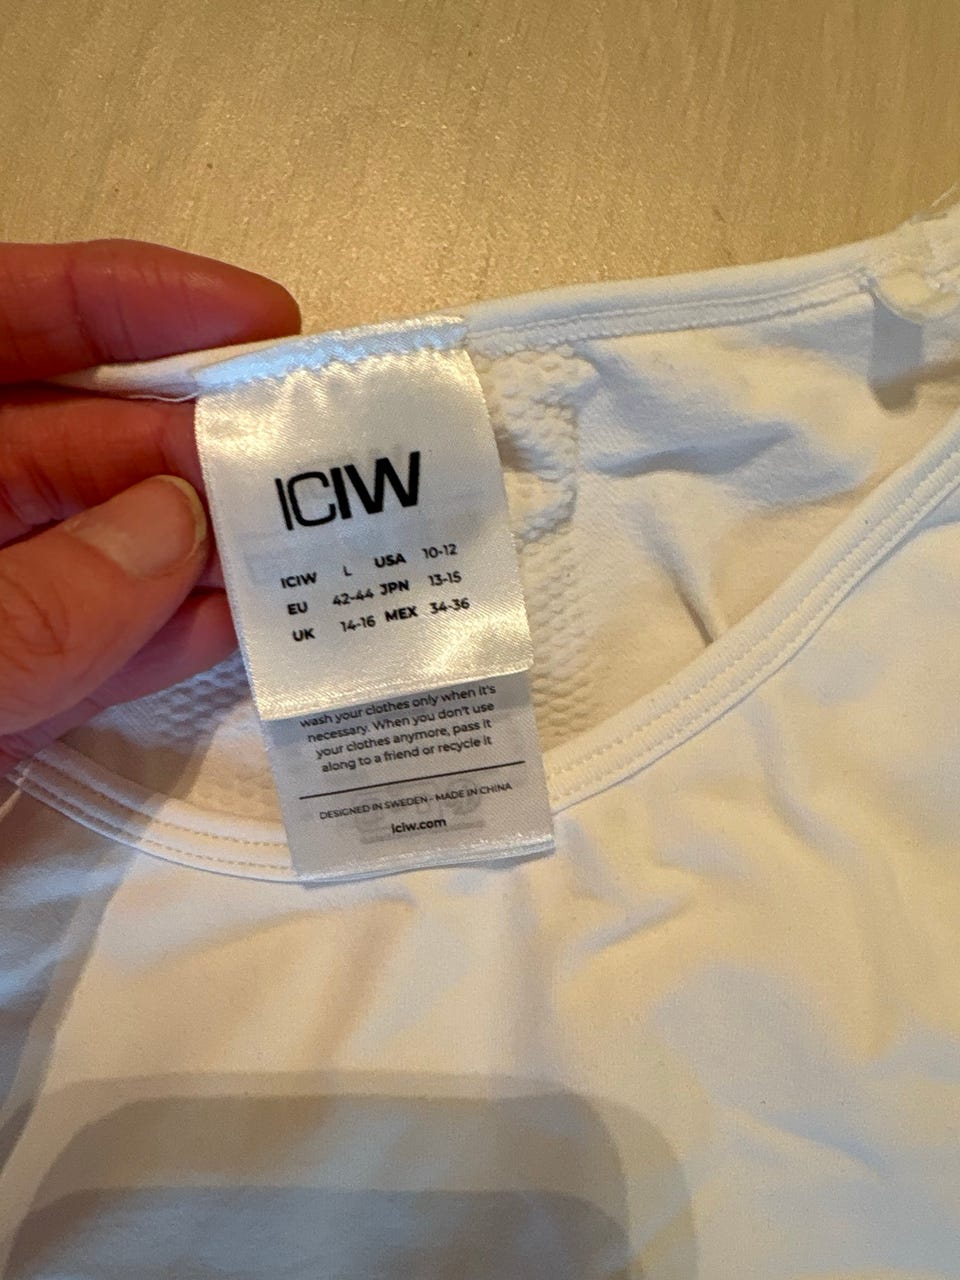 ICIW
ICIW L USA 10-12
EU 42-44 JPN 13-15
UK 14-16 MEX 34-36
wash your clothes only when it's
necessary. When you don't use
your clothes anymore, pass it
along to a friend or recycle it
DESIGNED IN SWEDEN - MADE IN CHINA
iciw.com